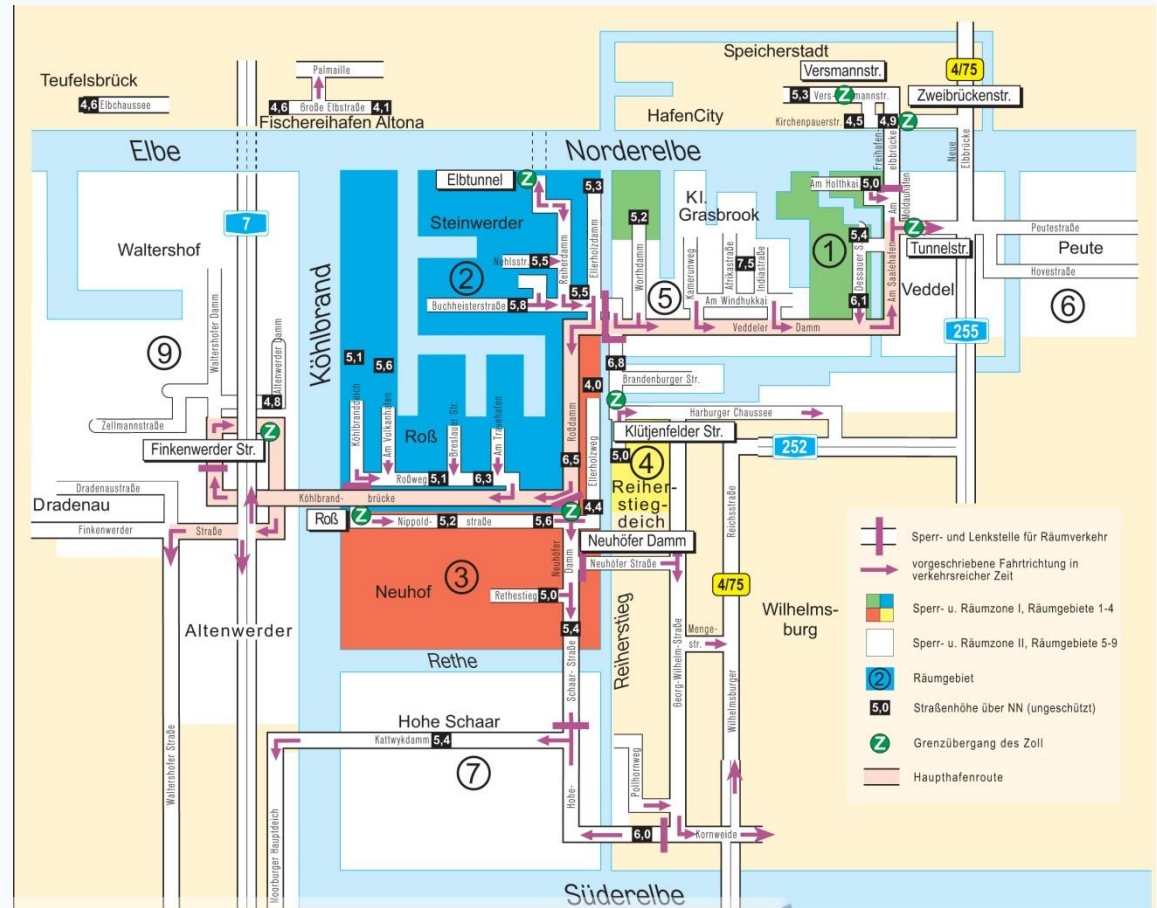 Speicherstadt
Versmannstr.
4/75
Teufelsbrück
4,6
Elbchaussee
Palmaille
4,6
Große Elbstraße
4,1
Fischereihafen Altona
5,3
Vers-
mannstr.
Z
Zweibrückenstr.
HafenCity
Kirchenpauerstr.
4,5
4,9
Z
Elbe
Norderelbe
Freihafen-
elbbrücke
Neue
Elbbrücke
Elbtunnel
Z
5,3
Am Holthkai
5,0
7
Steinwerder
Kl.
Grasbrook
Am
Moldauhafen
Waltershof
5,2
1
5,4
Z
Peutestraße
Nehlsstr.
5,5
Reiherdamm
Ellerholzdamm
Worthdamm
Kamerunweg
Afrikastraße
7,5
Indiastraße
Dessauer S.
Am Saalehafen
Tunnelstr.
Peute
2
5,5
5
Hovestraße
Buchheisterstraße
5,8
Am Windhukkai
6,1
Veddel
6
Köhlbrand
Veddeler
Damm
255
Waltershofer Damm
Altenwerder Damm
9
5,1
5,6
6,8
4,0
Brandenburger Str.
4,8
Z
Harburger Chaussee
Zellmannstraße
Z
Köhlbranddeich
Am Vulkanhafen
Roß
Breslauer Str.
Am Travehafen
Roßdamm
Ellerholzweg
Klütjenfelder Str.
Finkenwerder Str.
252
5,0
4
Roßweg
5,1
6,3
6,5
Reiher-
stieg-
deich
Dradenaustraße
Köhlbrand-
brücke
Dradenau
4,4
Roß
Z
Nippold-
5,2
straße
5,6
Z
Finkenwerder
Straße
Neuhöfer Damm
Neuhöfer
Damm
Neuhöfer Straße
Reichsstraße
3
Neuhof
Rethestieg
5,0
4/75
Wilhelms-
burg
Altenwerder
5,4
Reiherstieg
Georg-Wilhelm-Straße
Menge-
str.
Rethe
Schaar-
Straße
Wilhelmsburger
Hohe Schaar
Kattwykdamm
5,4
7
Waltershofer Straße
Moorburger Hauptdeich
Hohe-
Pollhornweg
6,0
Kornweide
Süderelbe
Sperr- und Lenkstelle für Räumverkehr
vorgeschriebene Fahrtrichtung in
verkehrsreicher Zeit
Sperr- u. Räumzone I, Räumgebiete 1-4
Sperr- u. Räumzone II, Räumgebiete 5-9
2
Räumgebiet
5,0
Straßenhöhe über NN (ungeschützt)
Z
Grenzübergang des Zoll
Haupthafenroute